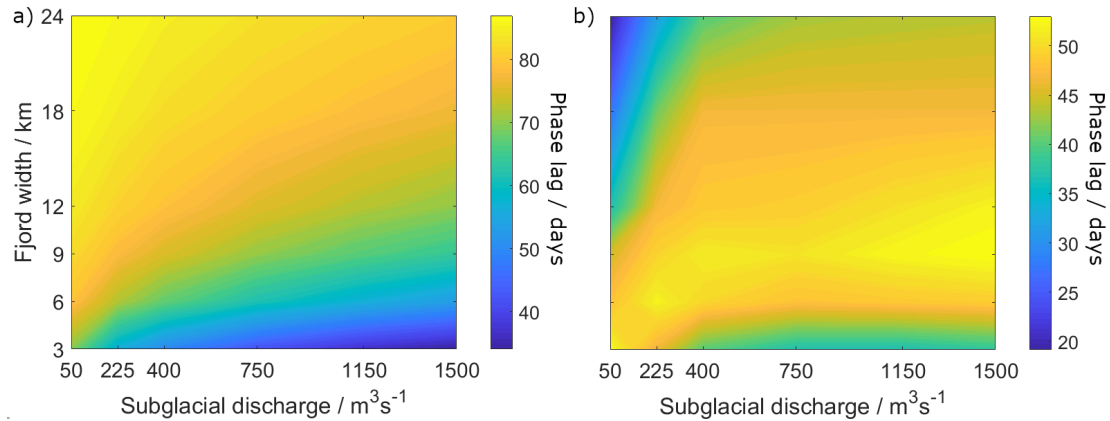 a)
24
18
12
9
6
3
Fjord width / km
50 225 400 750 1150 1500
Subglacial discharge / m³s⁻¹
80
70
60
50
40
Phase lag / days
b)
50 225 400 750 1150 1500
Subglacial discharge / m³s⁻¹
50
45
40
35
30
25
20
Phase lag / days